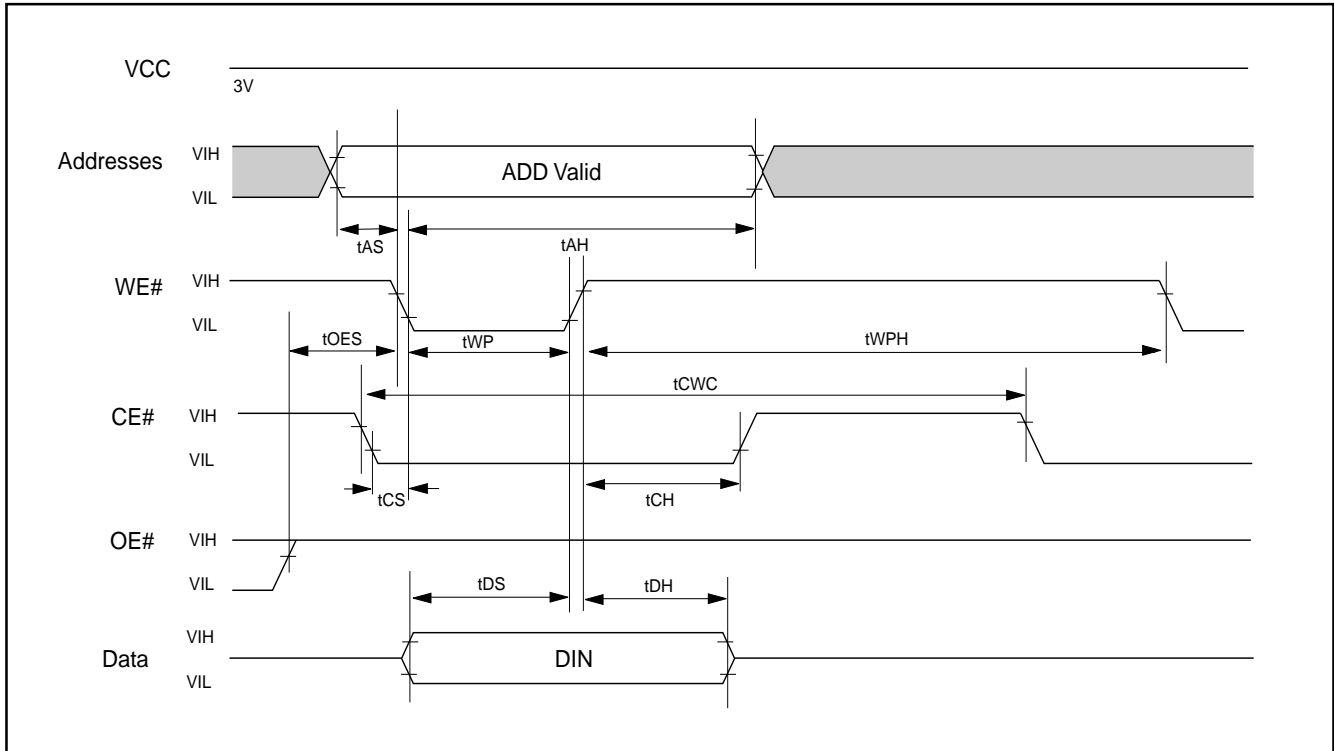 VCC
3V
Addresses
VIH
VIL
ADD Valid
tAS
tAH
WE#
VIH
VIL
tOES
tWP
tWPH
tCWC
CE#
VIH
VIL
tCS
tCH
OE#
VIH
VIL
tDS
tDH
Data
VIH
VIL
DIN